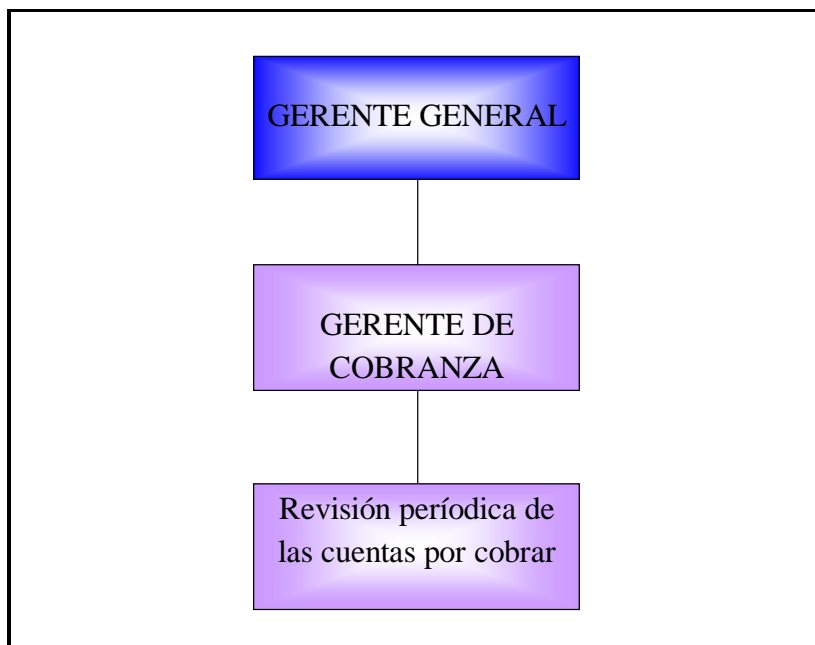 GERENTE GENERAL
GERENTE DE
COBRANZA
Revisión períodica de
las cuentas por cobrar